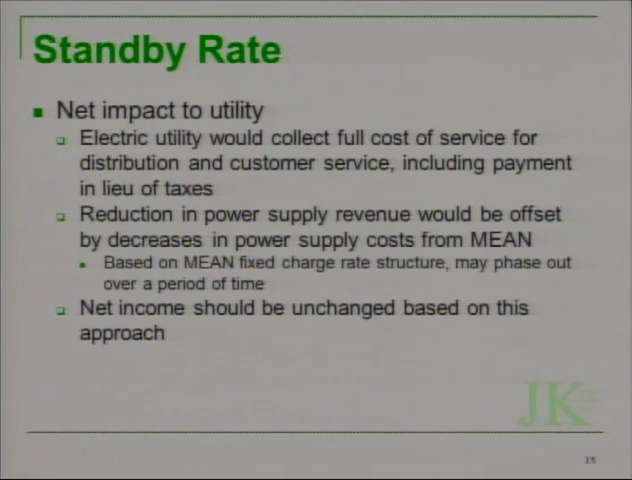 Standby Rate
Net impact to utility
Electric utility would collect full cost of service for
distribution and customer service, including payment
in lieu of taxes
Reduction in power supply revenue would be offset
by decreases in power supply costs from MEAN
Based on MEAN fixed charge rate structure, may phase out
over a period of time
Net income should be unchanged based on this
approach
JK
15